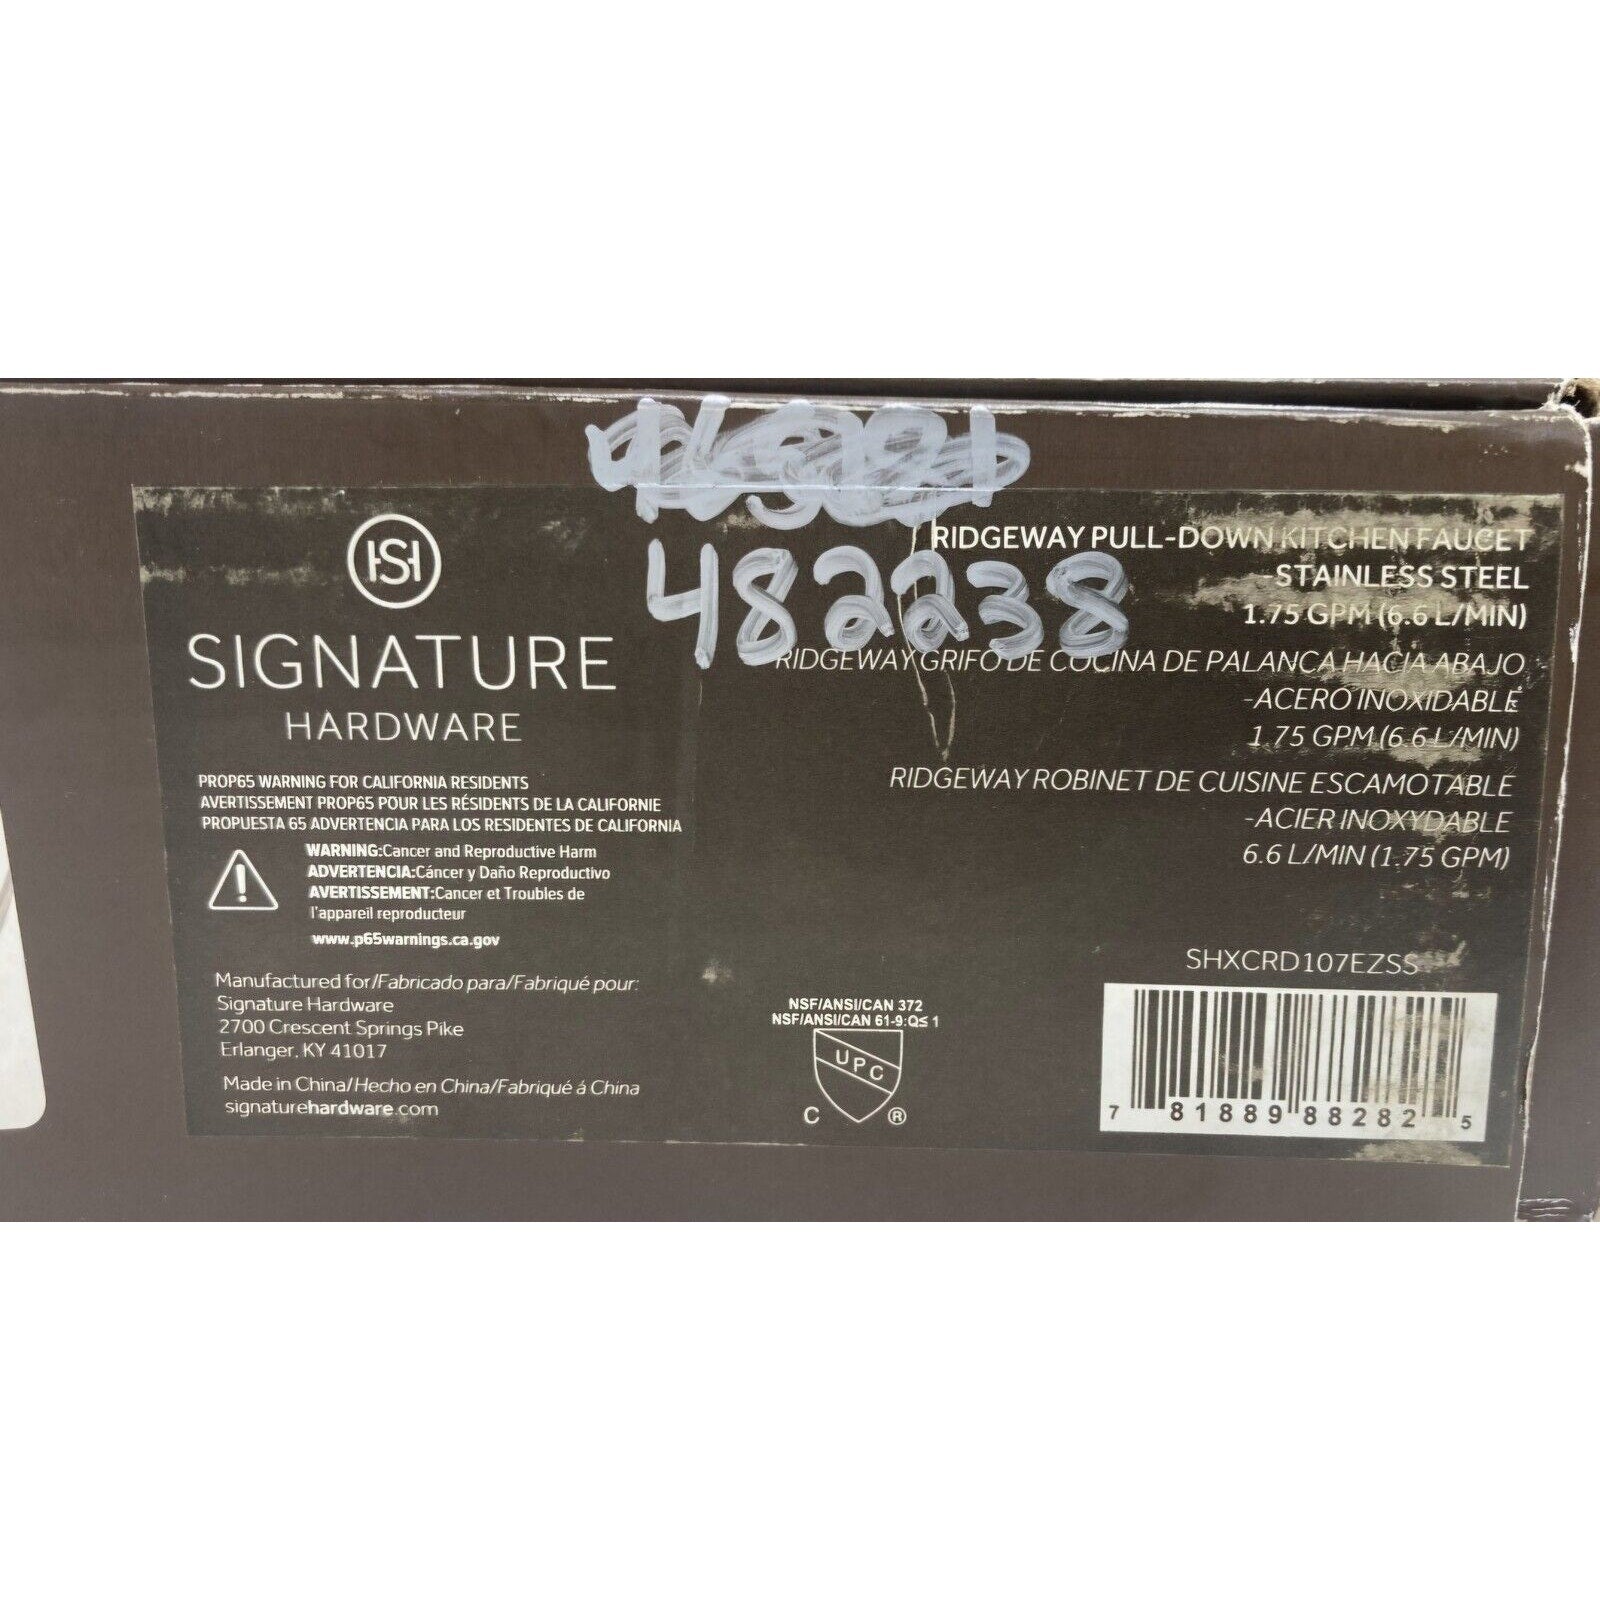 482238
HS
SIGNATURE
HARDWARE
PROP65 WARNING FOR CALIFORNIA RESIDENTS
AVERTISSEMENT PROP65 POUR LES RÉSIDENTS DE LA CALIFORNIE
PROPUESTA 65 ADVERTENCIA PARA LOS RESIDENTES DE CALIFORNIA
WARNING:Cancer and Reproductive Harm
ADVERTENCIA:Cáncer y Daño Reproductivo
AVERTISSEMENT:Cancer et Troubles de
l'appareil reproducteur
www.p65warnings.ca.gov
Manufactured for/Fabricado para/Fabriqué pour:
Signature Hardware
2700 Crescent Springs Pike
Erlanger, KY 41017
Made in China/Hecho en China/Fabriqué á China
signaturehardware.com
RIDGEWAY PULL-DOWN KITCHEN FAUCET
-STAINLESS STEEL
1.75 GPM (6.6 L/MIN)
RIDGEWAY GRIFO DE COCINA DE PALANCA HACIA ABAJO
-ACERO INOXIDABLE
1.75 GPM (6.6 L/MIN)
RIDGEWAY ROBINET DE CUISINE ESCAMOTABLE
-ACIER INOXYDABLE
6.6 L/MIN (1.75 GPM)
NSF/ANSI/CAN 372
NSF/ANSI/CAN 61-9:Q≤ 1
UPC
C ®
SHXCRD107EZSS
7 81889 88282 5